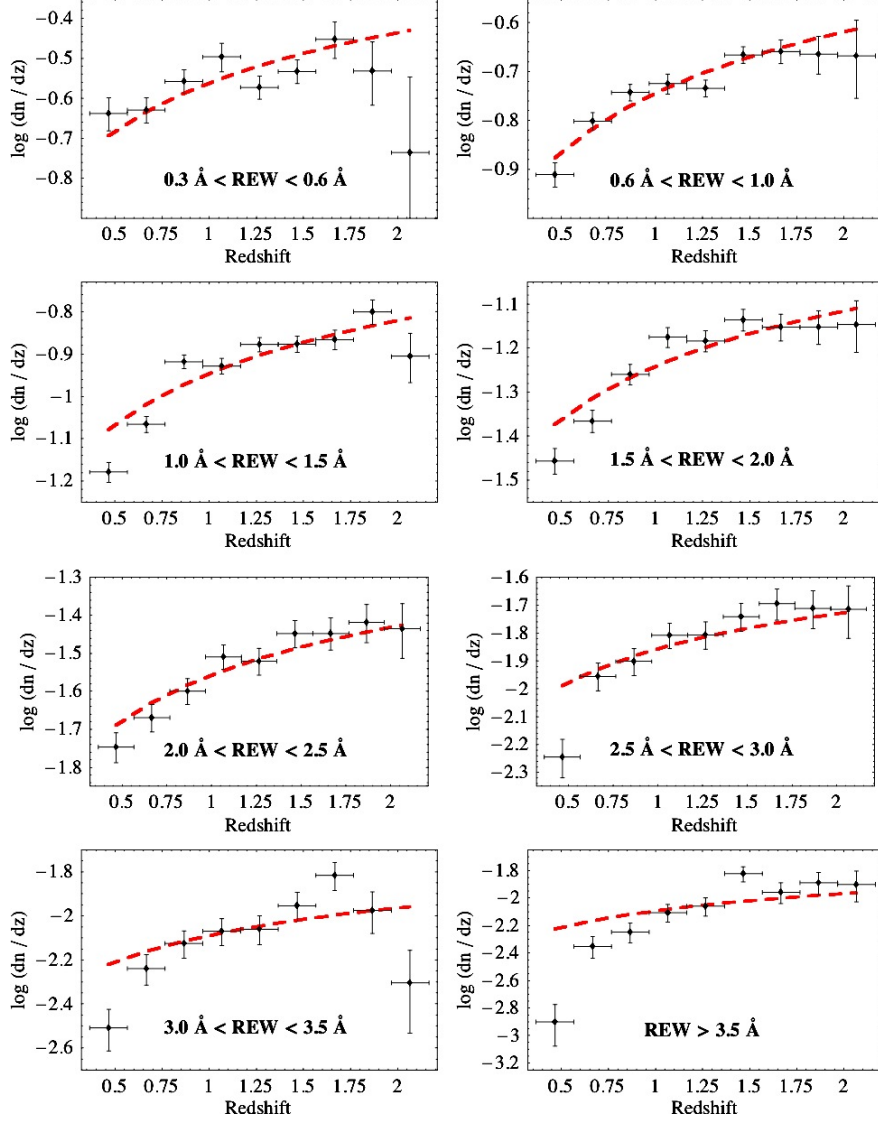 −0.4
−0.5
−0.6
−0.7
−0.8
log (dn / dz)
0.3 Å < REW < 0.6 Å
0.5 0.75 1 1.25 1.5 1.75 2
Redshift
−0.6
−0.7
−0.8
−0.9
log (dn / dz)
0.6 Å < REW < 1.0 Å
0.5 0.75 1 1.25 1.5 1.75 2
Redshift
−0.8
−0.9
−1
−1.1
−1.2
log (dn / dz)
1.0 Å < REW < 1.5 Å
0.5 0.75 1 1.25 1.5 1.75 2
Redshift
−1.1
−1.2
−1.3
−1.4
−1.5
log (dn / dz)
1.5 Å < REW < 2.0 Å
0.5 0.75 1 1.25 1.5 1.75 2
Redshift
−1.3
−1.4
−1.5
−1.6
−1.7
−1.8
log (dn / dz)
2.0 Å < REW < 2.5 Å
0.5 0.75 1 1.25 1.5 1.75 2
Redshift
−1.6
−1.7
−1.8
−1.9
−2
−2.1
−2.2
−2.3
log (dn / dz)
2.5 Å < REW < 3.0 Å
0.5 0.75 1 1.25 1.5 1.75 2
Redshift
−1.8
−2
−2.2
−2.4
−2.6
log (dn / dz)
3.0 Å < REW < 3.5 Å
0.5 0.75 1 1.25 1.5 1.75 2
Redshift
−1.8
−2
−2.2
−2.4
−2.6
−2.8
−3
−3.2
log (dn / dz)
REW > 3.5 Å
0.5 0.75 1 1.25 1.5 1.75 2
Redshift